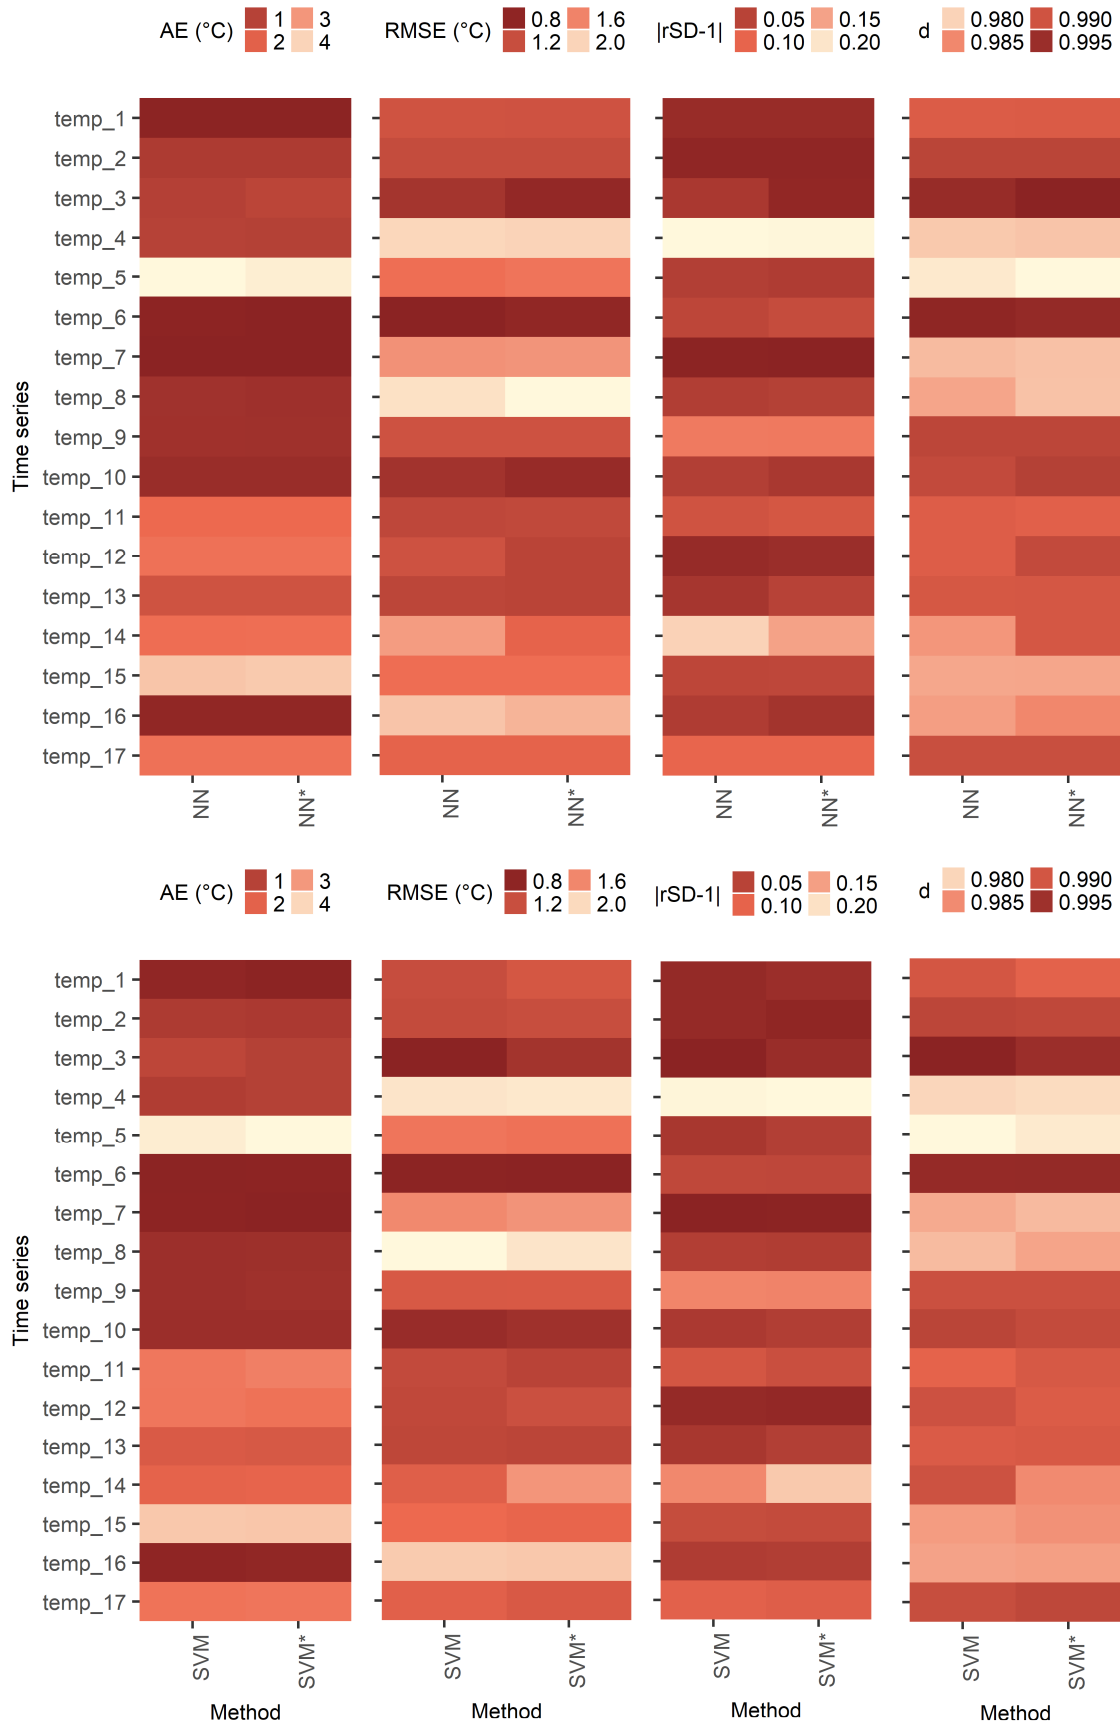 AE (°C) 1 3
2 4
RMSE (°C) 0.8 1.6
1.2 2.0
|rSD-1| 0.05 0.15
0.10 0.20
d 0.980 0.990
0.985 0.995
Time series
temp_1
temp_2
temp_3
temp_4
temp_5
temp_6
temp_7
temp_8
temp_9
temp_10
temp_11
temp_12
temp_13
temp_14
temp_15
temp_16
temp_17
NN NN* NN NN* NN NN* NN NN*
AE (°C) 1 3
2 4
RMSE (°C) 0.8 1.6
1.2 2.0
|rSD-1| 0.05 0.15
0.10 0.20
d 0.980 0.990
0.985 0.995
Time series
temp_1
temp_2
temp_3
temp_4
temp_5
temp_6
temp_7
temp_8
temp_9
temp_10
temp_11
temp_12
temp_13
temp_14
temp_15
temp_16
temp_17
SVM SVM* SVM SVM* SVM SVM* SVM SVM*
Method Method Method Method